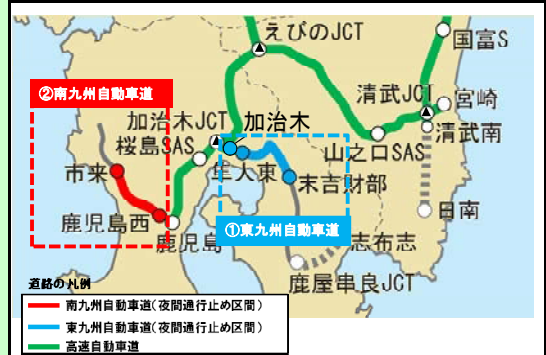 えびのJCT
国富S
②南九州自動車道
清武JCT
宮崎
加治木JCT
加治木
清武南
桜島SAS
山之口SAS
市来
隼人東
末吉財部
日南
鹿児島西
鹿児島
①東九州自動車道
志布志
鹿屋串良JCT
道路の凡例
南九州自動車道(夜間通行止め区間)
東九州自動車道(夜間通行止め区間)
高速自動車道